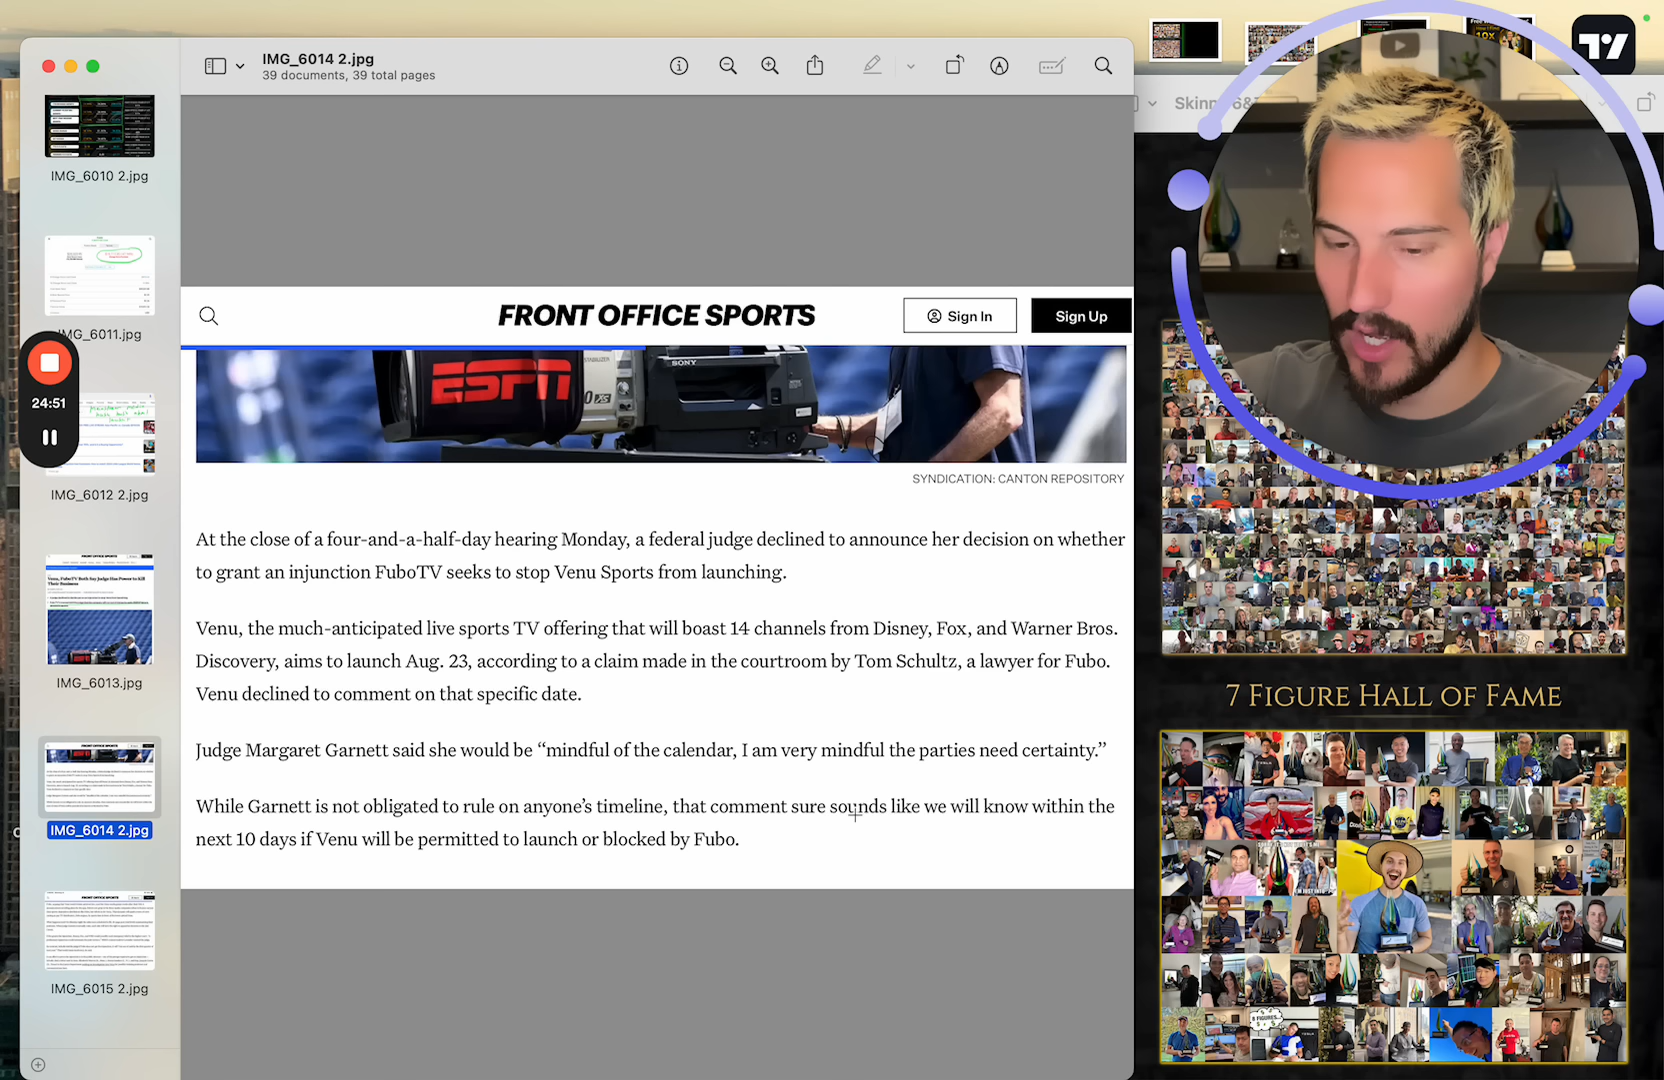 IMG_6014 2.jpg
39 documents, 39 total pages
IMG_6010 2.jpg
IMG_6011.jpg
24:51
IMG_6012 2.jpg
IMG_6013.jpg
IMG_6014 2.jpg
IMG_6015 2.jpg
FRONT OFFICE SPORTS
Sign In
Sign Up
ESPN
SONY
SYNDICATION: CANTON REPOSITORY
At the close of a four-and-a-half-day hearing Monday, a federal judge declined to announce her decision on whether
to grant an injunction FuboTV seeks to stop Venu Sports from launching.
Venu, the much-anticipated live sports TV offering that will boast 14 channels from Disney, Fox, and Warner Bros.
Discovery, aims to launch Aug. 23, according to a claim made in the courtroom by Tom Schultz, a lawyer for Fubo.
Venu declined to comment on that specific date.
Judge Margaret Garnett said she would be “mindful of the calendar, I am very mindful the parties need certainty.”
While Garnett is not obligated to rule on anyone’s timeline, that comment sure sounds like we will know within the
next 10 days if Venu will be permitted to launch or blocked by Fubo.
7 FIGURE HALL OF FAME